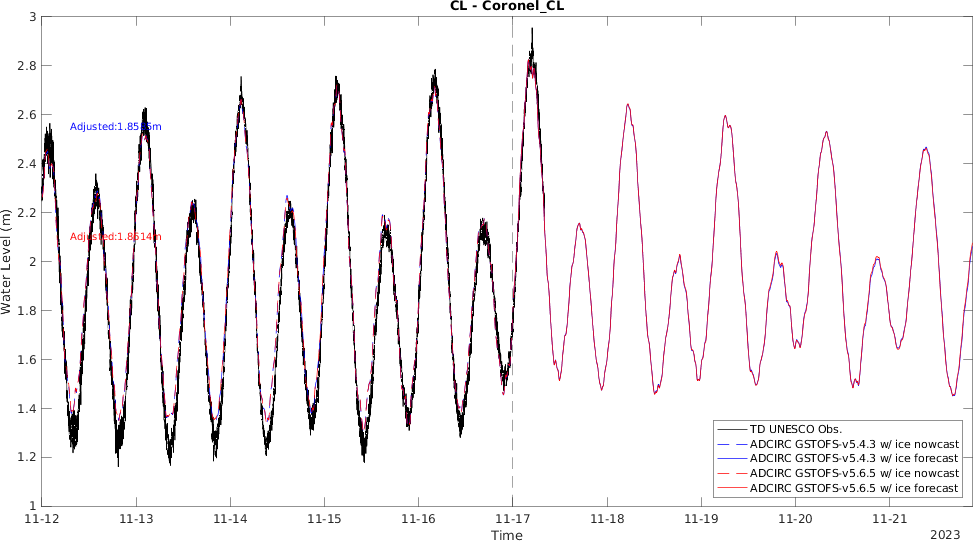 CL - Coronel_CL
3
2.8
2.6
2.4
2.2
2
1.8
1.6
1.4
1.2
1
Water Level (m)
Adjusted:1.8514m
11-12
11-13
11-14
11-15
11-16
11-17
11-18
11-19
11-20
11-21
Time
2023
TD UNESCO Obs.
ADCIRC GSTOFS-v5.4.3 w/ ice nowcast
ADCIRC GSTOFS-v5.4.3 w/ ice forecast
ADCIRC GSTOFS-v5.6.5 w/ ice nowcast
ADCIRC GSTOFS-v5.6.5 w/ ice forecast